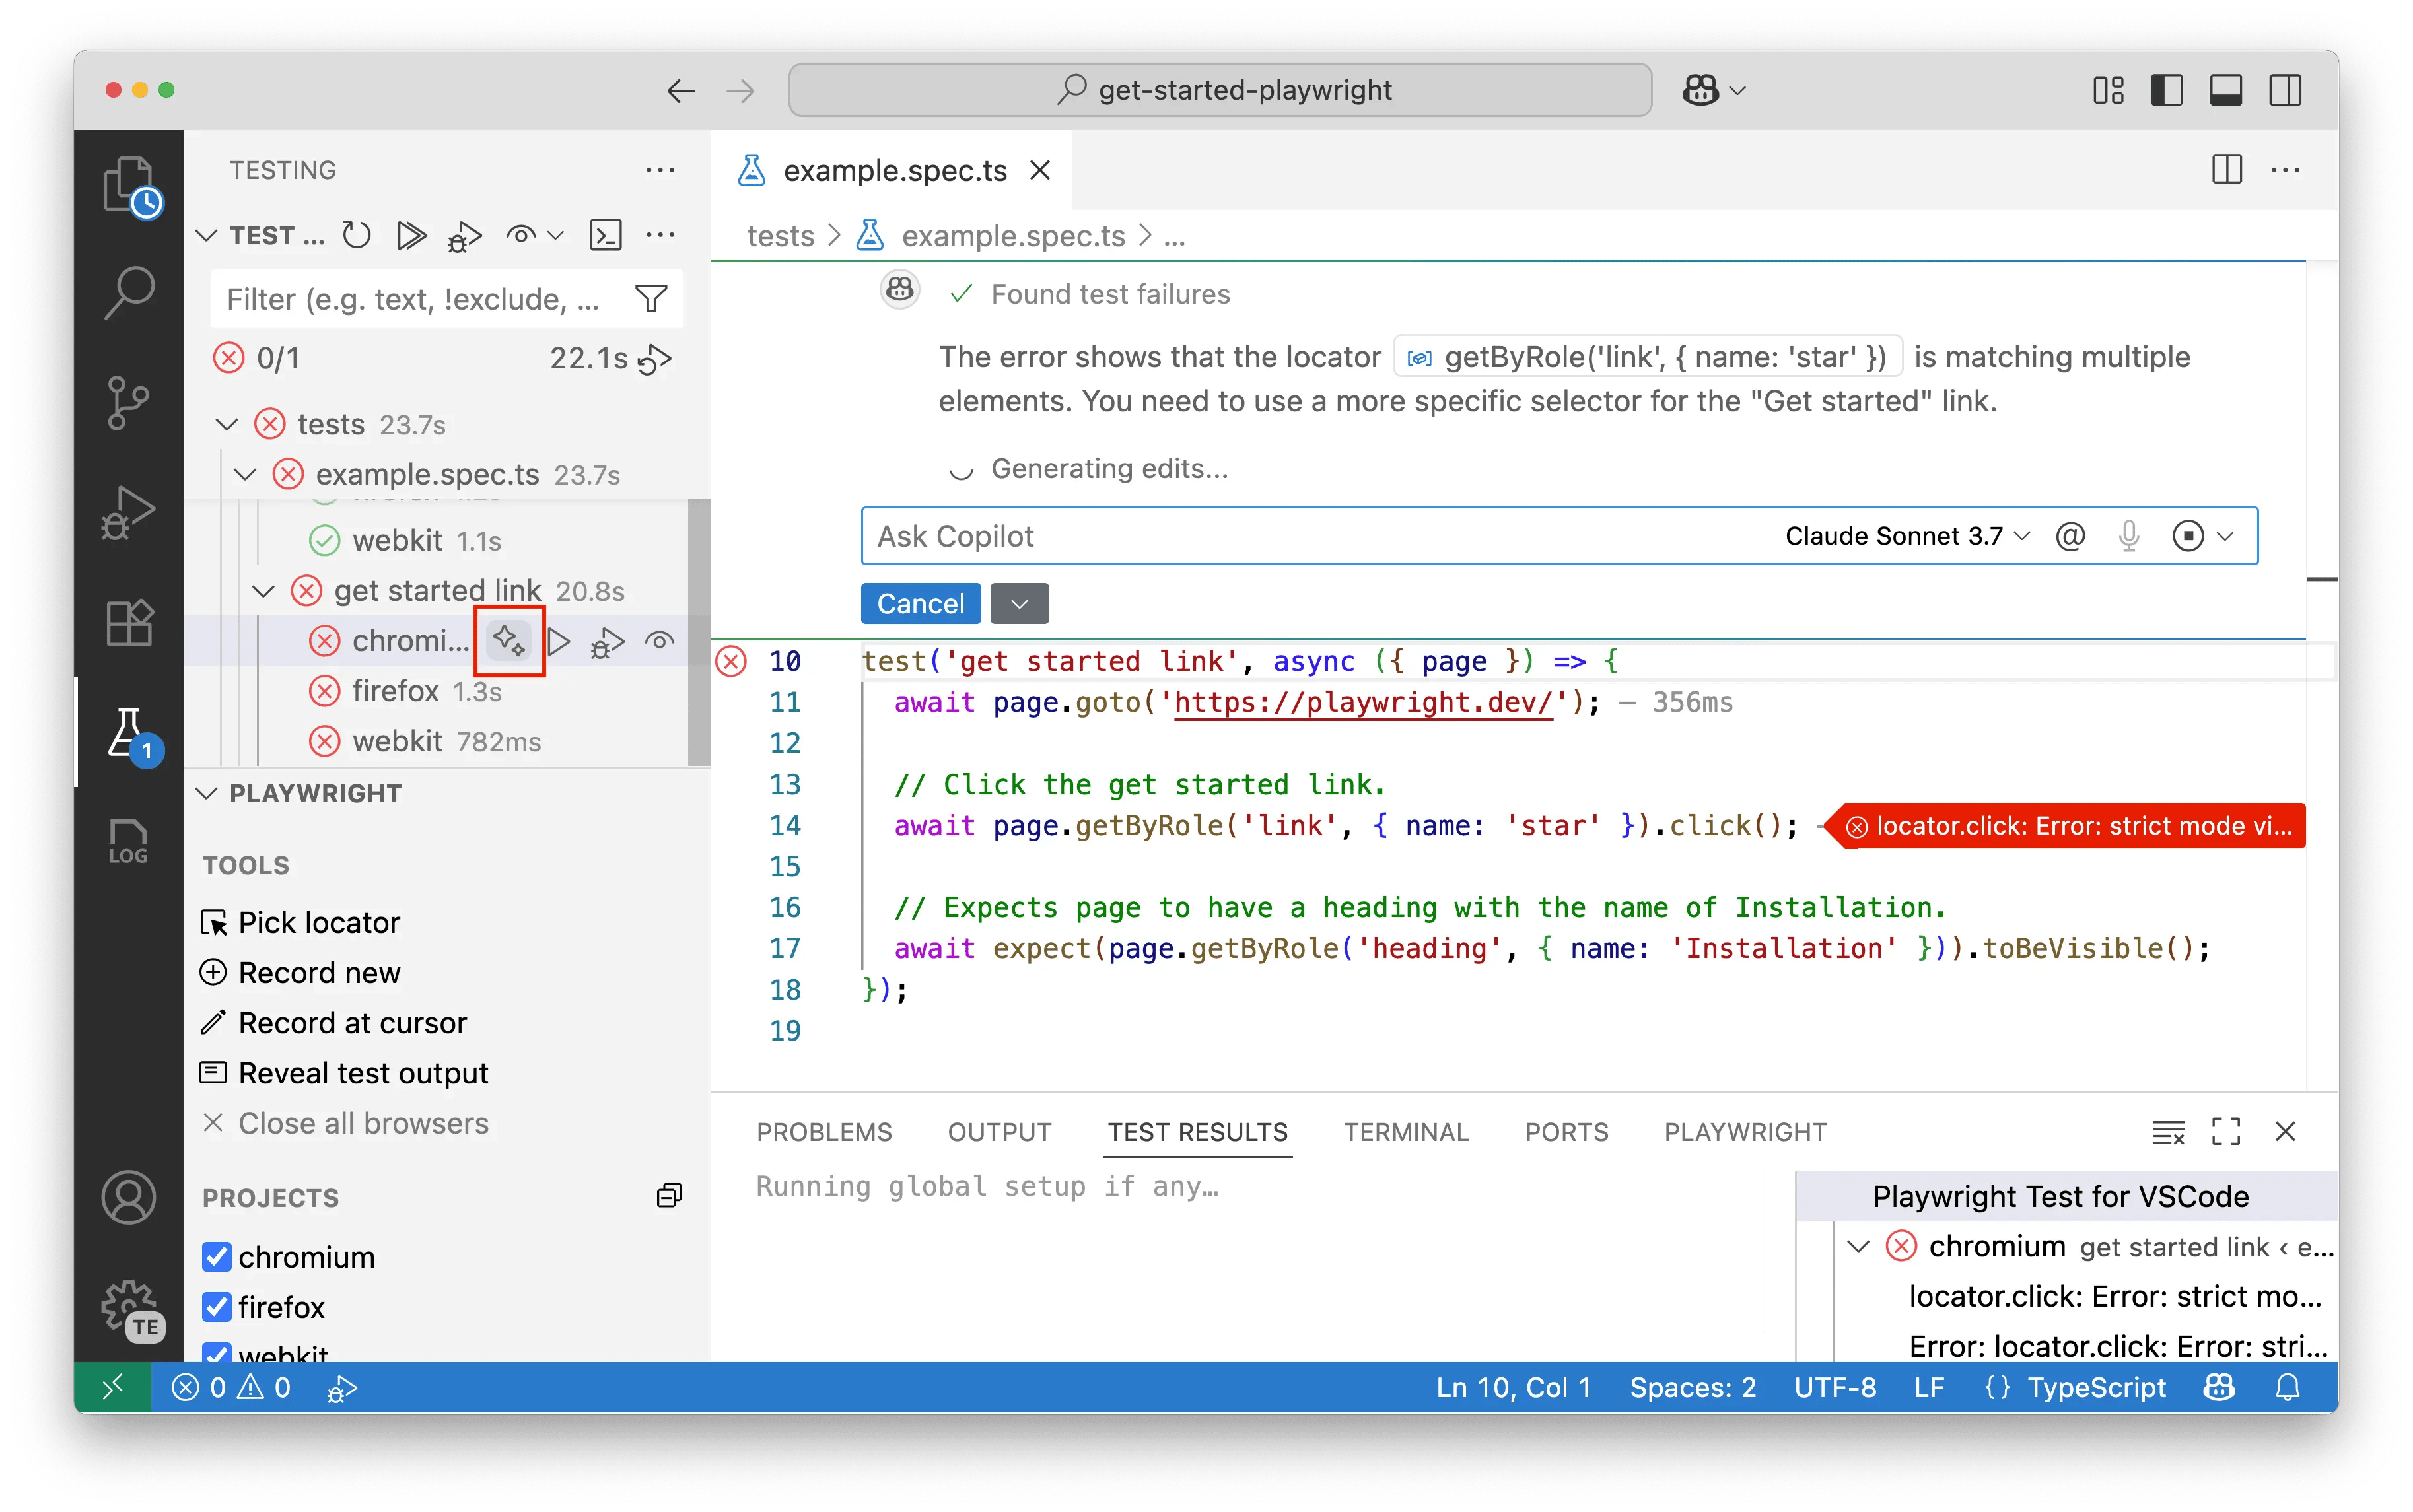 get-started-playwright
TESTING
TEST ...
Filter (e.g. text, !exclude, ...
0/1
22.1s
tests 23.7s
example.spec.ts 23.7s
webkit 1.1s
get started link 20.8s
chromi...
firefox 1.3s
webkit 782ms
1
LOG
PLAYWRIGHT
TOOLS
Pick locator
Record new
Record at cursor
Reveal test output
Close all browsers
PROJECTS
chromium
firefox
webkit
TE
example.spec.ts
tests > example.spec.ts > ...
Found test failures
The error shows that the locator getByRole('link', { name: 'star' }) is matching multiple
elements. You need to use a more specific selector for the "Get started" link.
Generating edits...
Ask Copilot
Claude Sonnet 3.7
@
Cancel
10 test('get started link', async ({ page }) => {
11 await page.goto('https://playwright.dev/'); — 356ms
12
13 // Click the get started link.
14 await page.getByRole('link', { name: 'star' }).click(); locator.click: Error: strict mode vi...
15
16 // Expects page to have a heading with the name of Installation.
17 await expect(page.getByRole('heading', { name: 'Installation' })).toBeVisible();
18 });
19
PROBLEMS
OUTPUT
TEST RESULTS
TERMINAL
PORTS
PLAYWRIGHT
Running global setup if any…
Playwright Test for VSCode
chromium get started link ‹ e...
locator.click: Error: strict mo...
Error: locator.click: Error: stri...
0 0
Ln 10, Col 1
Spaces: 2
UTF-8
LF
{} TypeScript